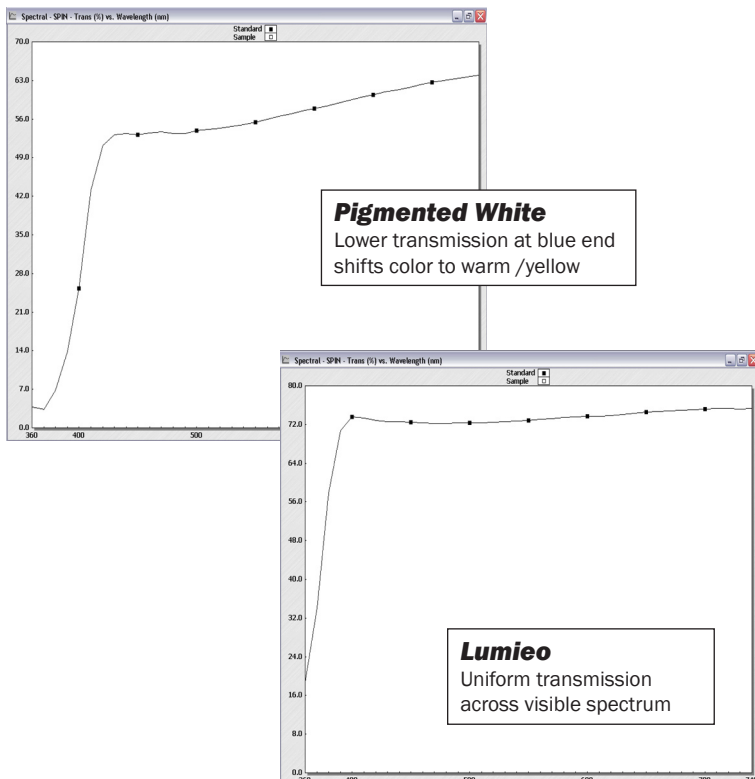 Spectral - SPIN - Trans (%) vs. Wavelength (nm)
Standard
Sample
70.0
63.0
56.0
49.0
42.0
35.0
28.0
21.0
14.0
7.0
0.0
360
400
500
Pigmented White
Lower transmission at blue end
shifts color to warm /yellow
Spectral - SPIN - Trans (%) vs. Wavelength (nm)
Standard
Sample
80.0
72.0
64.0
56.0
48.0
40.0
32.0
24.0
16.0
8.0
0.0
Lumieo
Uniform transmission
across visible spectrum